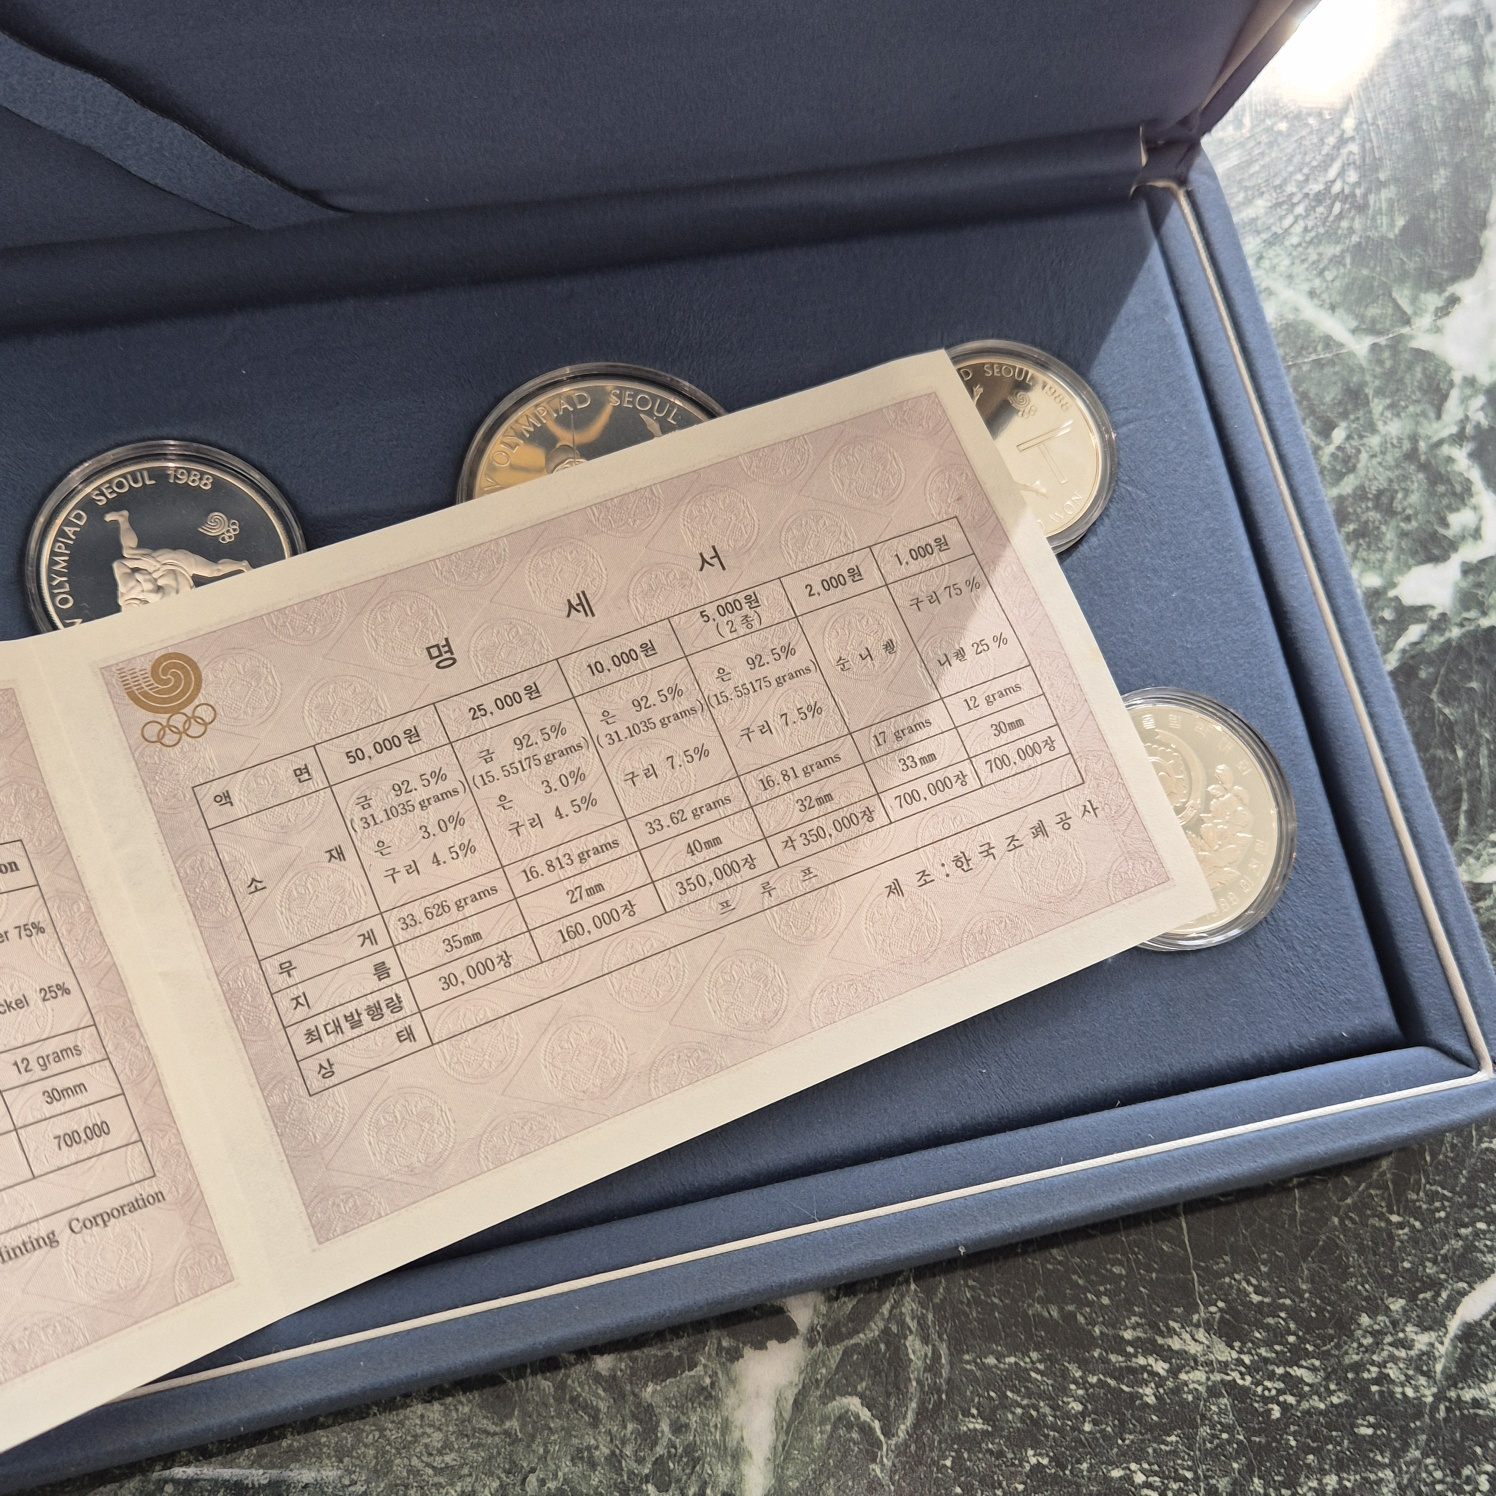 OLYMPIAD SEOUL 1988
OLYMPIAD SEOUL
SEOUL 1988
명 세 서
액 면 50,000원 25,000원 10,000원 5,000원 (2종) 2,000원 1,000원
소 재 금 92.5% (31.1035 grams) 은 3.0% 구리 4.5% 금 92.5% (15.55175 grams) 은 3.0% 구리 4.5% 은 92.5% (31.1035 grams) 구리 7.5% 은 92.5% (15.55175 grams) 구리 7.5% 순니켈 구리 75% 니켈 25%
무 게 33.626 grams 16.813 grams 33.62 grams 16.81 grams 17 grams 12 grams
지 름 35mm 27mm 40mm 32mm 33mm 30mm
최대발행량 30,000장 160,000장 350,000장 각 350,000장 700,000장 700,000장
상 태 프 루 프
제 조 : 한국조폐공사
75%
25%
12 grams
30mm
700,000
Corporation